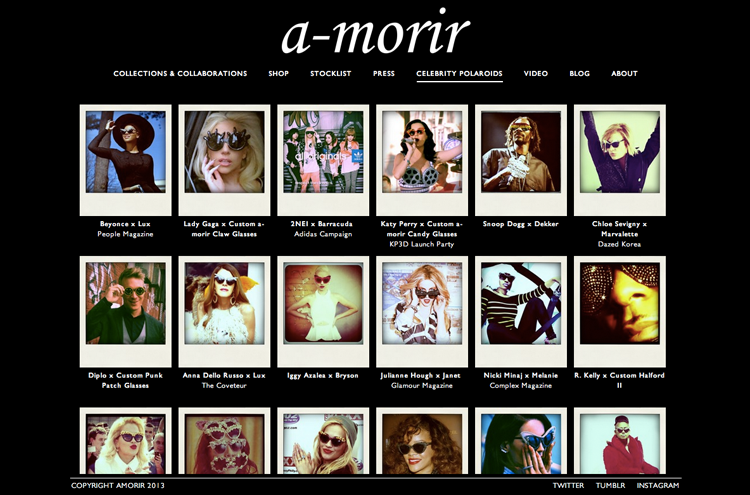 a-morir
COLLECTIONS & COLLABORATIONS SHOP STOCKLIST PRESS CELEBRITY POLAROIDS VIDEO BLOG ABOUT
alloriginals
adidas
Beyonce x Lux
People Magazine
Lady Gaga x Custom a-
morir Claw Glasses
2NE1 x Barracuda
Adidas Campaign
Katy Perry x Custom a-
morir Candy Glasses
KP3D Launch Party
Snoop Dogg x Dekker
Chloe Sevigny x
Marvalette
Dazed Korea
Diplo x Custom Punk
Patch Glasses
Anna Dello Russo x Lux
The Coveteur
Iggy Azalea x Bryson
Julianne Hough x Janet
Glamour Magazine
Nicki Minaj x Melanie
Complex Magazine
R. Kelly x Custom Halford
II
COPYRIGHT AMORIR 2013 TWITTER TUMBLR INSTAGRAM